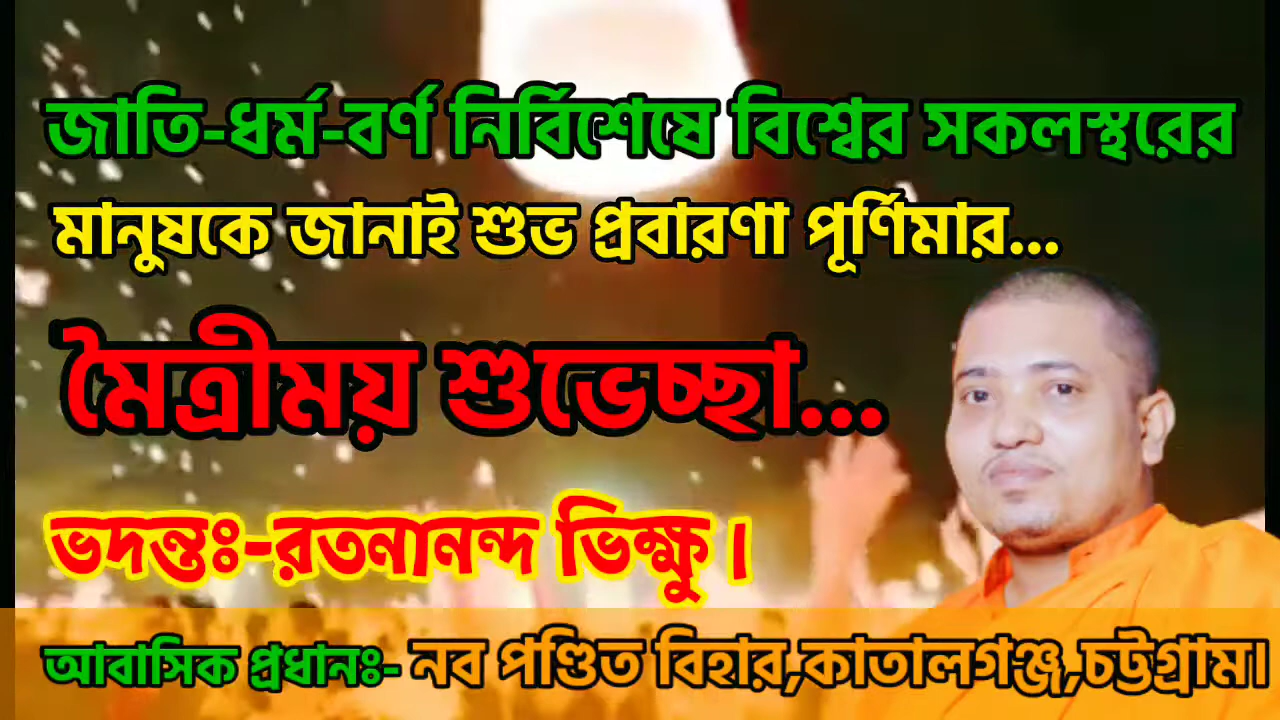 জাতি-ধর্ম-বর্ণ নির্বিশেষে বিশ্বের সকলস্থরের
মানুষকে জানাই শুভ প্রবারণা পূর্ণিমার...
মৈত্রীময় শুভেচ্ছা...
ভদন্তঃ-রতনানন্দ ভিক্ষু।
আবাসিক প্রধানঃ- নব পণ্ডিত বিহার,কাতালগঞ্জ,চট্টগ্রাম।